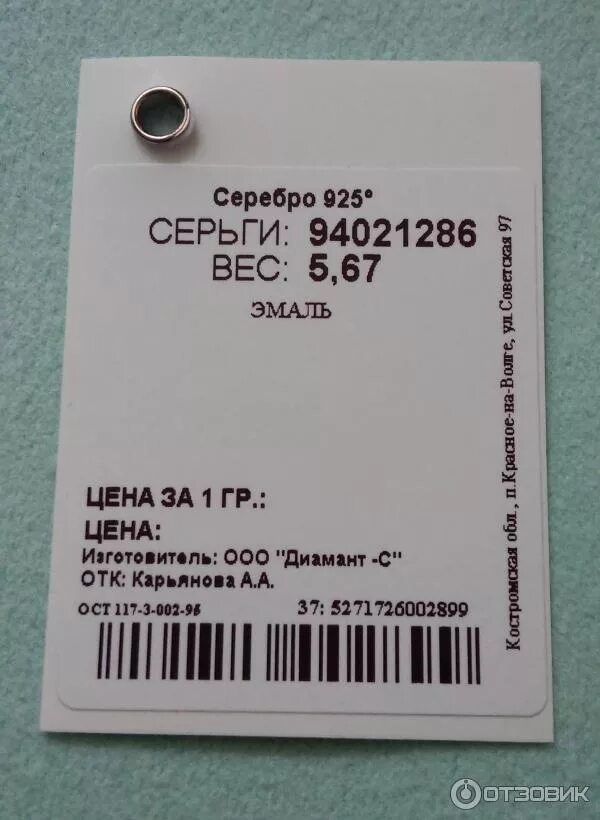 Серебро 925°
СЕРЬГИ: 94021286
ВЕС: 5,67
ЭМАЛЬ
ЦЕНА ЗА 1 ГР.:
ЦЕНА:
Изготовитель: ООО "Диамант -С"
ОТК: Карьянова А.А.
ОСТ 117-3-002-95
37: 5271726002899
Костромская обл., п.Красное-на-Волге, ул.Советская 97
ОТЗОВИК